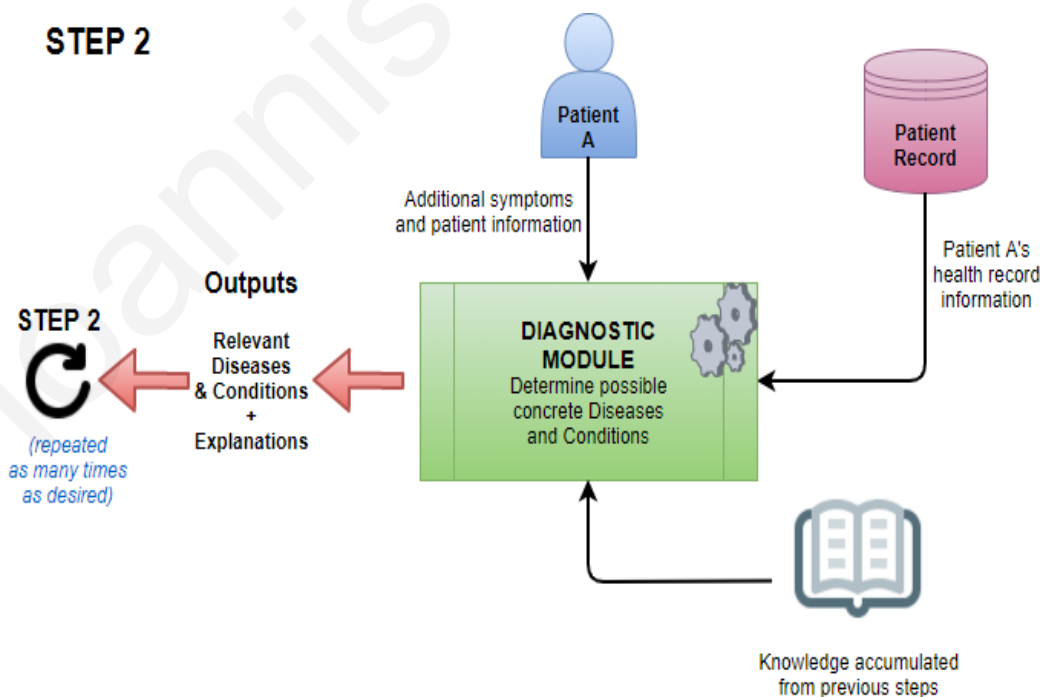 STEP 2
Patient
A
Patient
Record
Additional symptoms
and patient information
Patient A's
health record
information
Outputs
STEP 2
Relevant
Diseases
& Conditions
+
Explanations
(repeated
as many times
as desired)
DIAGNOSTIC
MODULE
Determine possible
concrete Diseases
and Conditions
Knowledge accumulated
from previous steps
Ioannis